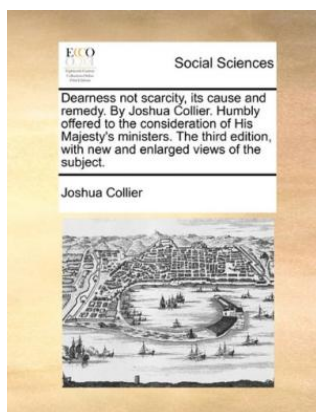 ECCO
Social Sciences
Dearness not scarcity, its cause and
remedy. By Joshua Collier. Humbly
offered to the consideration of His
Majesty's ministers. The third edition,
with new and enlarged views of the
subject.
Joshua Collier